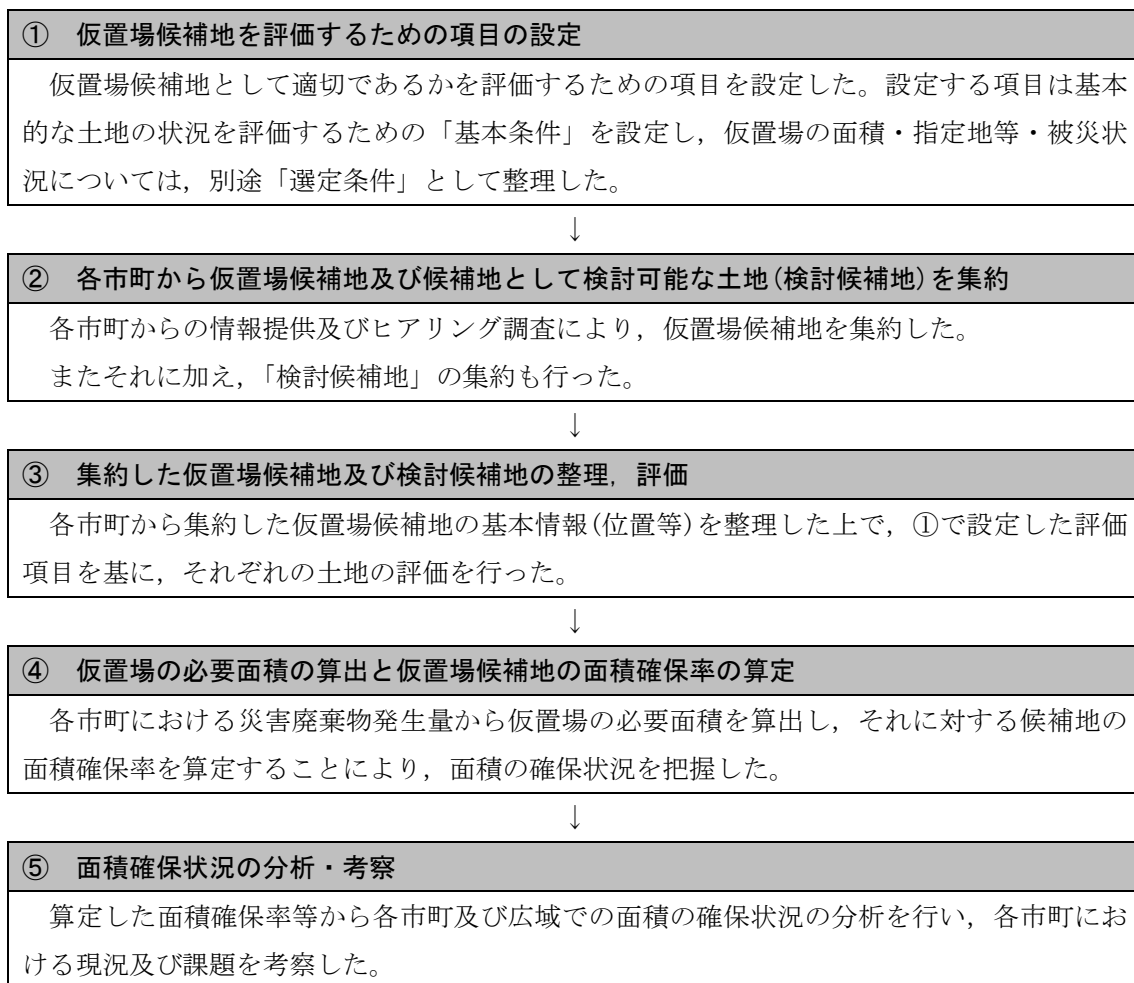 ① 仮置場候補地を評価するための項目の設定
仮置場候補地として適切であるかを評価するための項目を設定した。設定する項目は基本
的な土地の状況を評価するための「基本条件」を設定し，仮置場の面積・指定地等・被災状
況については，別途「選定条件」として整理した。
↓
② 各市町から仮置場候補地及び候補地として検討可能な土地(検討候補地)を集約
各市町からの情報提供及びヒアリング調査により，仮置場候補地を集約した。
またそれに加え，「検討候補地」の集約も行った。
↓
③ 集約した仮置場候補地及び検討候補地の整理，評価
各市町から集約した仮置場候補地の基本情報(位置等)を整理した上で，①で設定した評価
項目を基に，それぞれの土地の評価を行った。
↓
④ 仮置場の必要面積の算出と仮置場候補地の面積確保率の算定
各市町における災害廃棄物発生量から仮置場の必要面積を算出し，それに対する候補地の
面積確保率を算定することにより，面積の確保状況を把握した。
↓
⑤ 面積確保状況の分析・考察
算定した面積確保率等から各市町及び広域での面積の確保状況の分析を行い，各市町にお
ける現況及び課題を考察した。